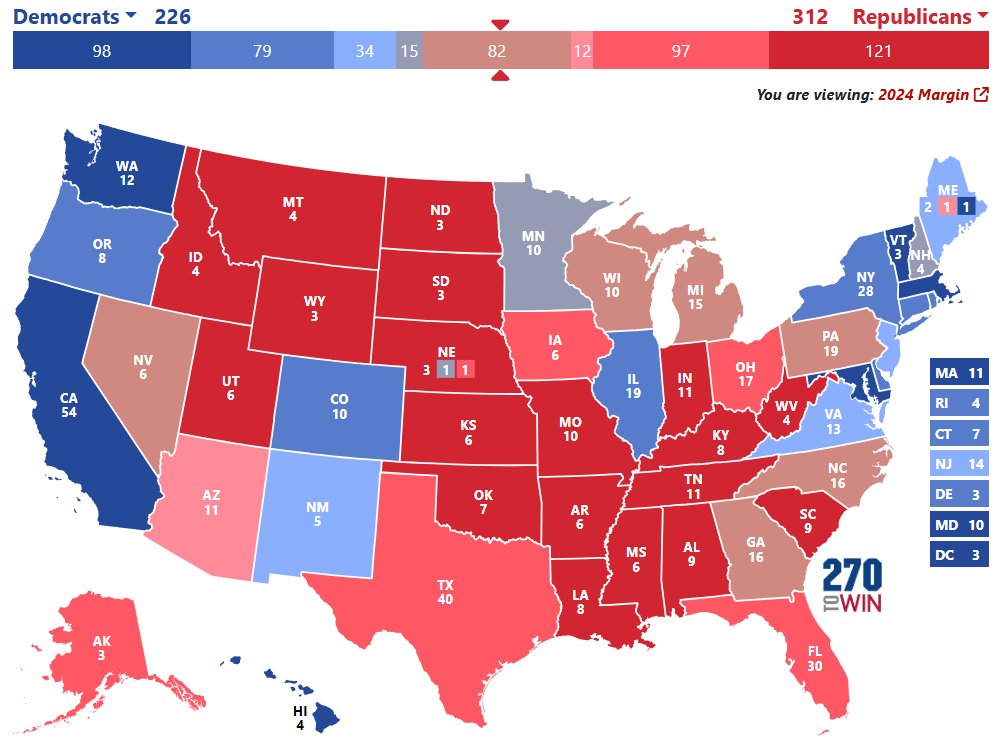 Democrats 226
312 Republicans
98 79 34 15 82 12 97 121
You are viewing: 2024 Margin
WA
12
OR
8
CA
54
NV
6
ID
4
MT
4
WY
3
UT
6
AZ
11
CO
10
NM
5
ND
3
SD
3
NE
3 1 1
KS
6
OK
7
TX
40
MN
10
IA
6
MO
10
AR
6
LA
8
WI
10
IL
19
MI
15
IN
11
OH
17
KY
8
TN
11
MS
6
AL
9
GA
16
FL
30
SC
9
NC
16
VA
13
WV
4
PA
19
NY
28
VT
3
NH
4
ME
2 1 1
MA 11
RI 4
CT 7
NJ 14
DE 3
MD 10
DC 3
AK
3
HI
4
270
TO WIN